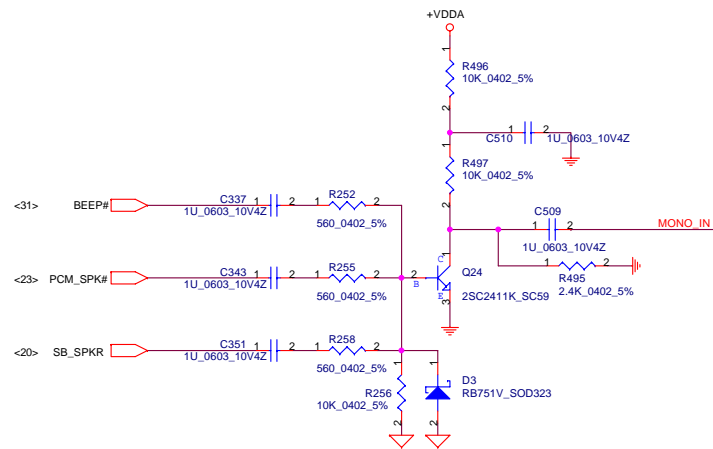 +VDDA
1
R496
10K_0402_5%
2
1 2
C510 1U_0603_10V4Z
1
R497
10K_0402_5%
2
<31> BEEP# C337 1 2 1U_0603_10V4Z R252 1 2 560_0402_5%
C509 1 2 1U_0603_10V4Z MONO_IN
R495 1 2 2.4K_0402_5%
<23> PCM_SPK# C343 1 2 1U_0603_10V4Z R255 1 2 560_0402_5%
2 B 1 C E 3 Q24
2SC2411K_SC59
<20> SB_SPKR C351 1 2 1U_0603_10V4Z R258 1 2 560_0402_5%
1 R256 10K_0402_5% 2
1 D3 RB751V_SOD323 2